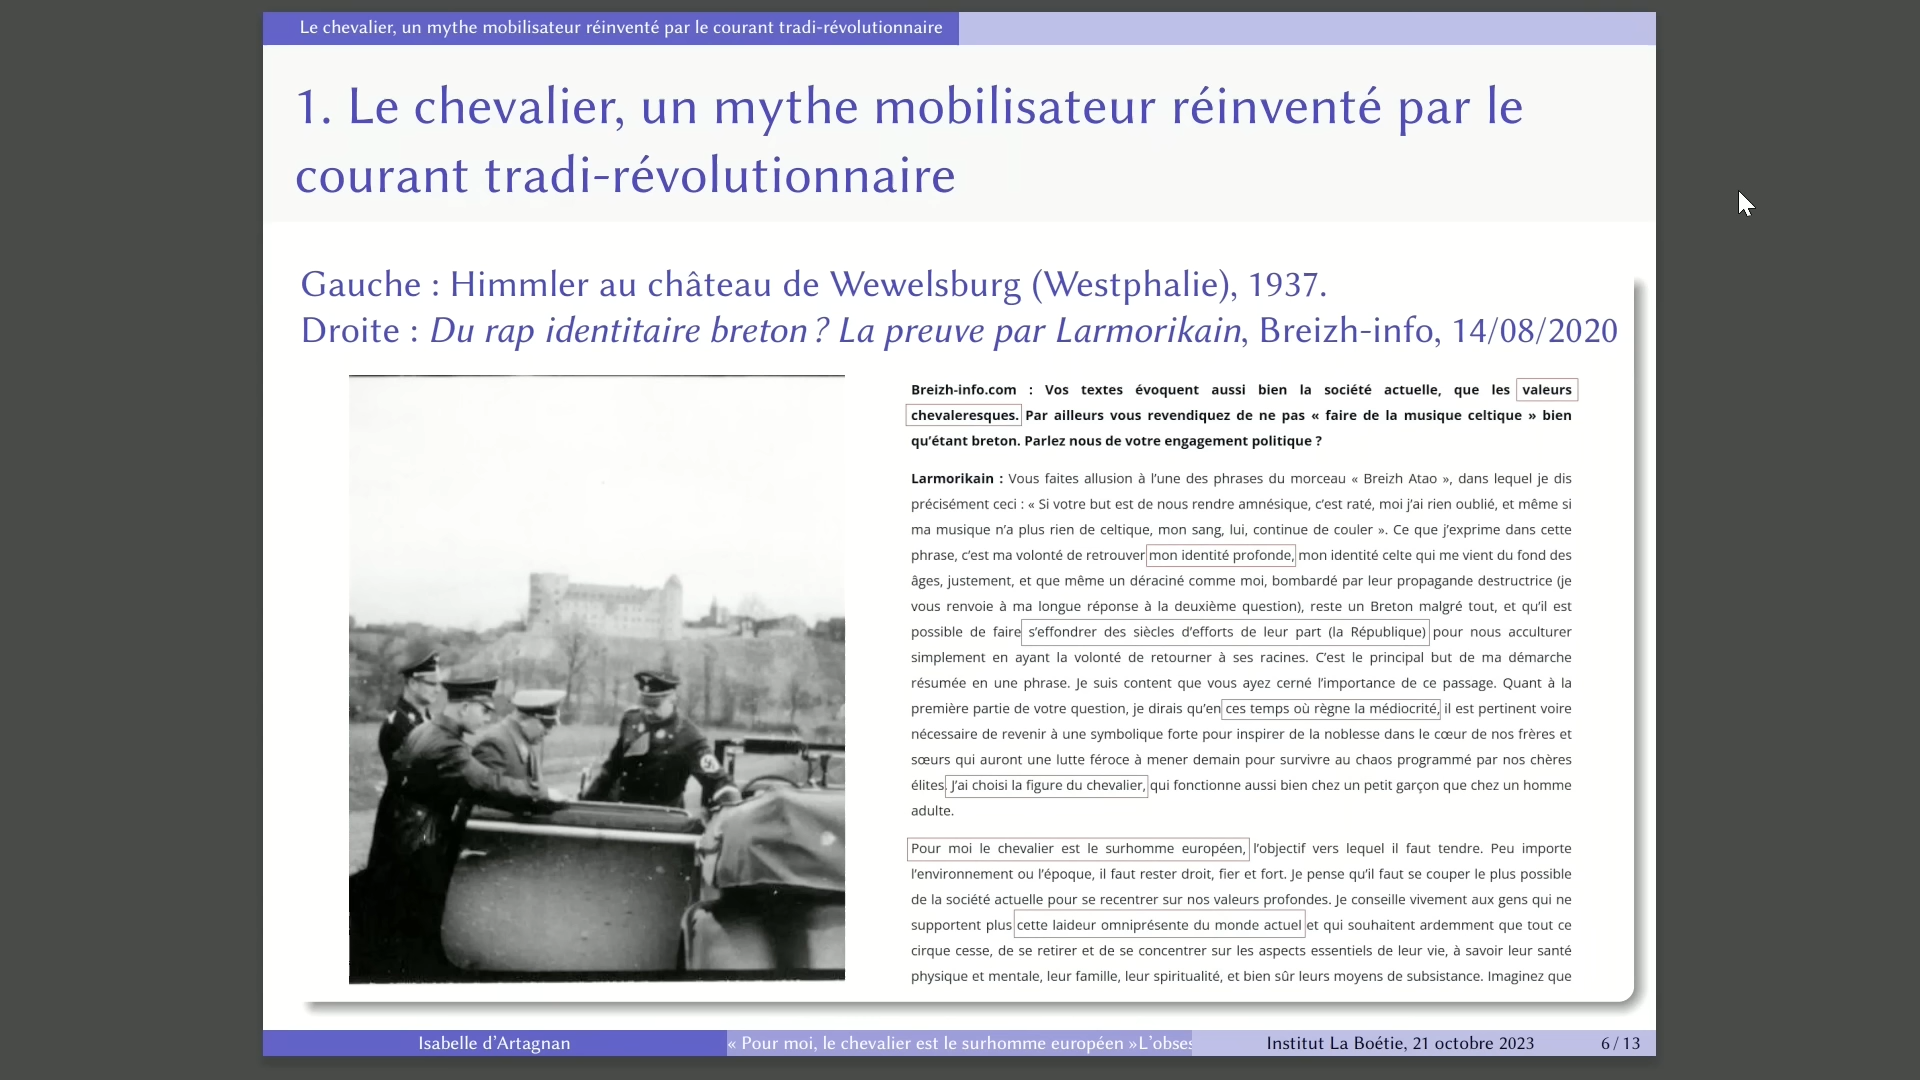 Le chevalier, un mythe mobilisateur réinventé par le courant tradi-révolutionnaire
1. Le chevalier, un mythe mobilisateur réinventé par le
courant tradi-révolutionnaire
Gauche : Himmler au château de Wewelsburg (Westphalie), 1937.
Droite : Du rap identitaire breton ? La preuve par Larmorikain, Breizh-info, 14/08/2020
Breizh-info.com : Vos textes évoquent aussi bien la société actuelle, que les valeurs
chevaleresques. Par ailleurs vous revendiquez de ne pas « faire de la musique celtique » bien
qu’étant breton. Parlez nous de votre engagement politique ?
Larmorikain : Vous faites allusion à l’une des phrases du morceau « Breizh Atao », dans lequel je dis
précisément ceci : « Si votre but est de nous rendre amnésique, c’est raté, moi j’ai rien oublié, et même si
ma musique n’a plus rien de celtique, mon sang, lui, continue de couler ». Ce que j’exprime dans cette
phrase, c’est ma volonté de retrouver mon identité profonde, mon identité celte qui me vient du fond des
âges, justement, et que même un déraciné comme moi, bombardé par leur propagande destructrice (je
vous renvoie à ma longue réponse à la deuxième question), reste un Breton malgré tout, et qu’il est
possible de faire s’effondrer des siècles d’efforts de leur part (la République) pour nous acculturer
simplement en ayant la volonté de retourner à ses racines. C’est le principal but de ma démarche
résumée en une phrase. Je suis content que vous ayez cerné l’importance de ce passage. Quant à la
première partie de votre question, je dirais qu’en ces temps où règne la médiocrité, il est pertinent voire
nécessaire de revenir à une symbolique forte pour inspirer de la noblesse dans le cœur de nos frères et
sœurs qui auront une lutte féroce à mener demain pour survivre au chaos programmé par nos chères
élites. J’ai choisi la figure du chevalier, qui fonctionne aussi bien chez un petit garçon que chez un homme
adulte.
Pour moi le chevalier est le surhomme européen, l’objectif vers lequel il faut tendre. Peu importe
l’environnement ou l’époque, il faut rester droit, fier et fort. Je pense qu’il faut se couper le plus possible
de la société actuelle pour se recentrer sur nos valeurs profondes. Je conseille vivement aux gens qui ne
supportent plus cette laideur omniprésente du monde actuel et qui souhaitent ardemment que tout ce
cirque cesse, de se retirer et de se concentrer sur les aspects essentiels de leur vie, à savoir leur santé
physique et mentale, leur famille, leur spiritualité, et bien sûr leurs moyens de subsistance. Imaginez que
Isabelle d’Artagnan
« Pour moi, le chevalier est le surhomme européen »L’obses
Institut La Boétie, 21 octobre 2023
6 / 13